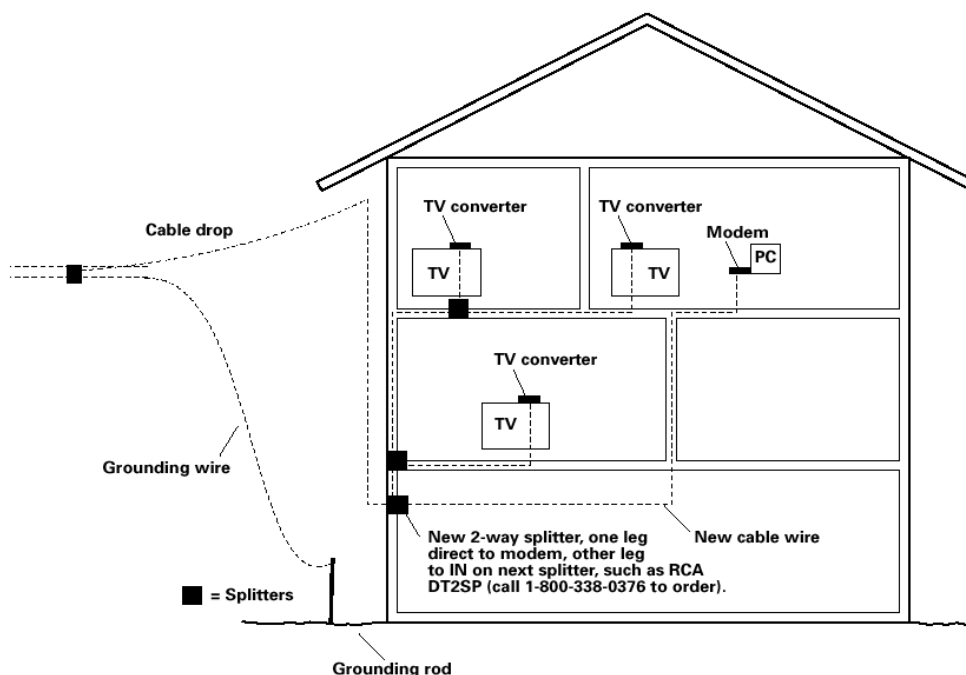 TV converter
TV converter
Cable drop
Modem
TV
TV
PC
TV converter
TV
Grounding wire
New 2-way splitter, one leg
direct to modem, other leg
to IN on next splitter, such as RCA
DT2SP (call 1-800-338-0376 to order).
New cable wire
= Splitters
Grounding rod